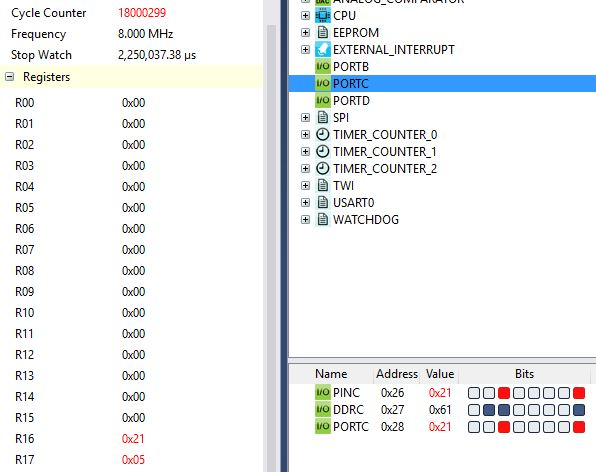 Cycle Counter 18000299
Frequency 8.000 MHz
Stop Watch 2,250,037.38 µs
Registers
R00 0x00
R01 0x00
R02 0x00
R03 0x00
R04 0x00
R05 0x00
R06 0x00
R07 0x00
R08 0x00
R09 0x00
R10 0x00
R11 0x00
R12 0x00
R13 0x00
R14 0x00
R15 0x00
R16 0x21
R17 0x05
ANALOG_COMPARATOR
CPU
EEPROM
EXTERNAL_INTERRUPT
I/O PORTB
I/O PORTC
I/O PORTD
SPI
TIMER_COUNTER_0
TIMER_COUNTER_1
TIMER_COUNTER_2
TWI
USART0
WATCHDOG
Name Address Value Bits
I/O PINC 0x26 0x21
I/O DDRC 0x27 0x61
I/O PORTC 0x28 0x21